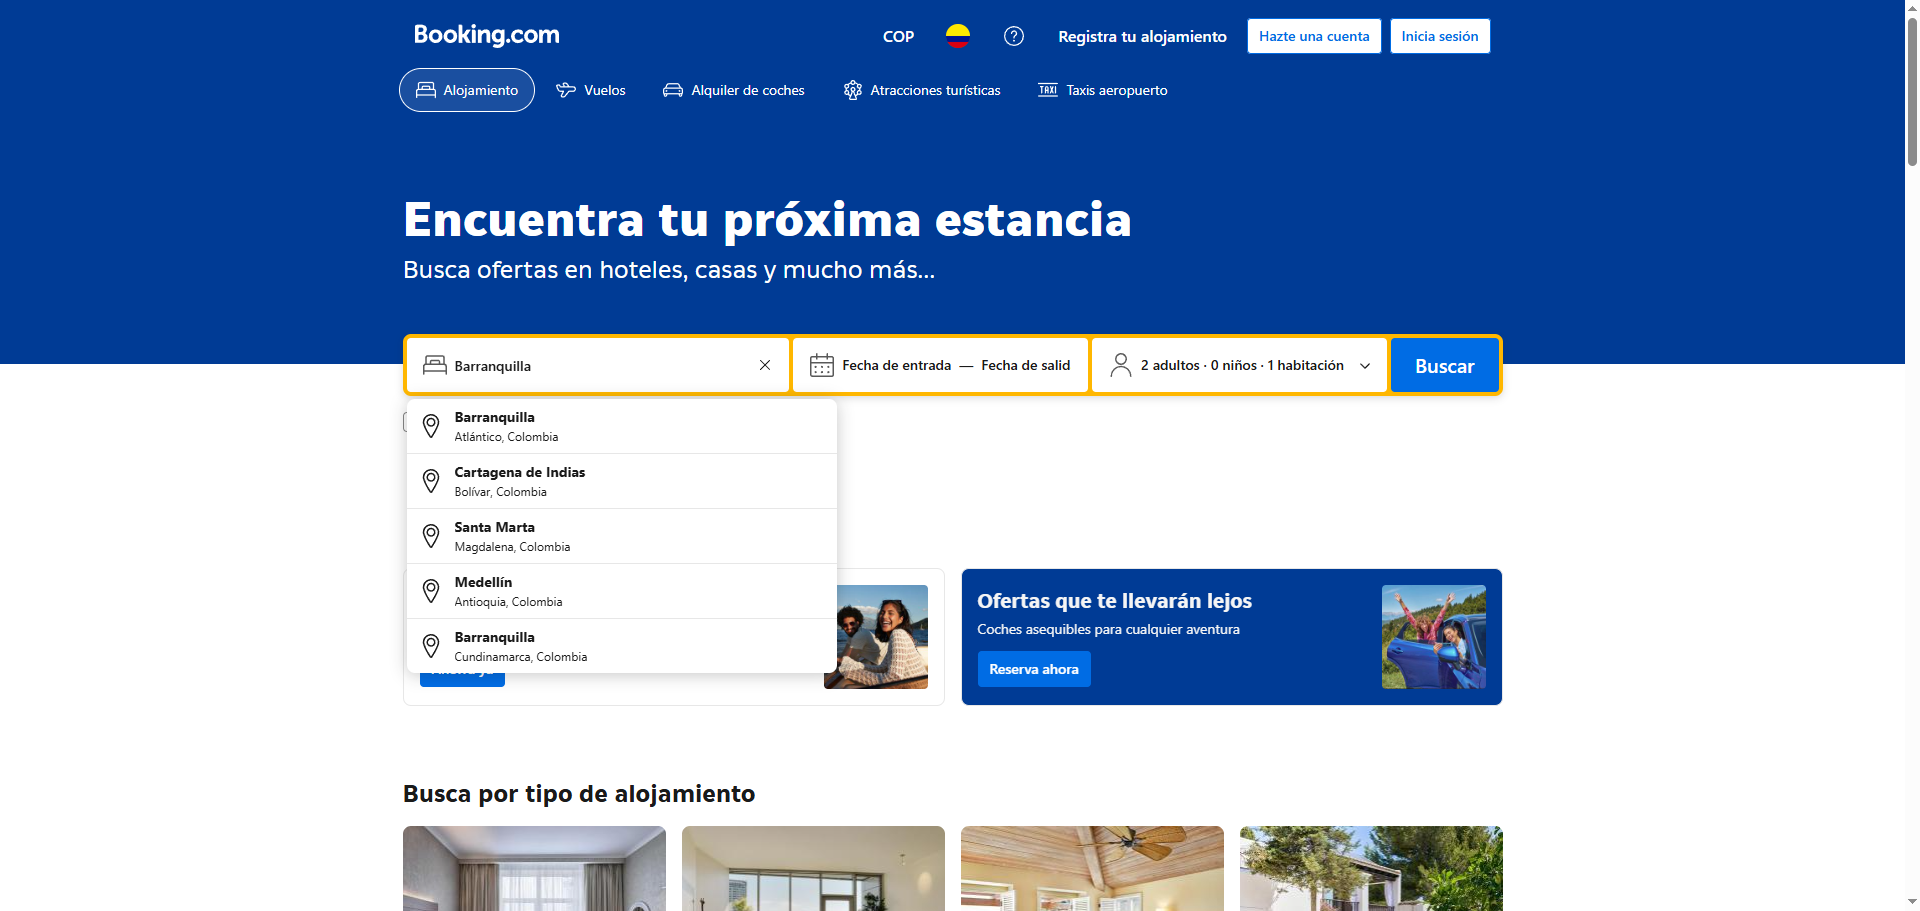 Booking.com
COP
Registra tu alojamiento
Hazte una cuenta
Inicia sesión
Alojamiento
Vuelos
Alquiler de coches
Atracciones turísticas
TAXI
Taxis aeropuerto
Encuentra tu próxima estancia
Busca ofertas en hoteles, casas y mucho más...
Barranquilla
Fecha de entrada — Fecha de salid
2 adultos · 0 niños · 1 habitación
Buscar
Barranquilla
Atlántico, Colombia
Cartagena de Indias
Bolívar, Colombia
Santa Marta
Magdalena, Colombia
Medellín
Antioquia, Colombia
Barranquilla
Cundinamarca, Colombia
Ofertas que te llevarán lejos
Coches asequibles para cualquier aventura
Reserva ahora
Busca por tipo de alojamiento